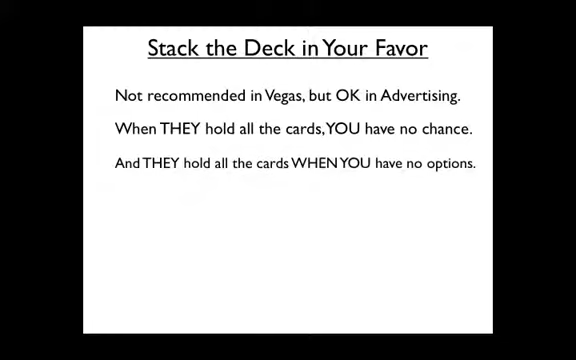 Stack the Deck in Your Favor
Not recommended in Vegas, but OK in Advertising.
When THEY hold all the cards, YOU have no chance.
And THEY hold all the cards WHEN YOU have no options.